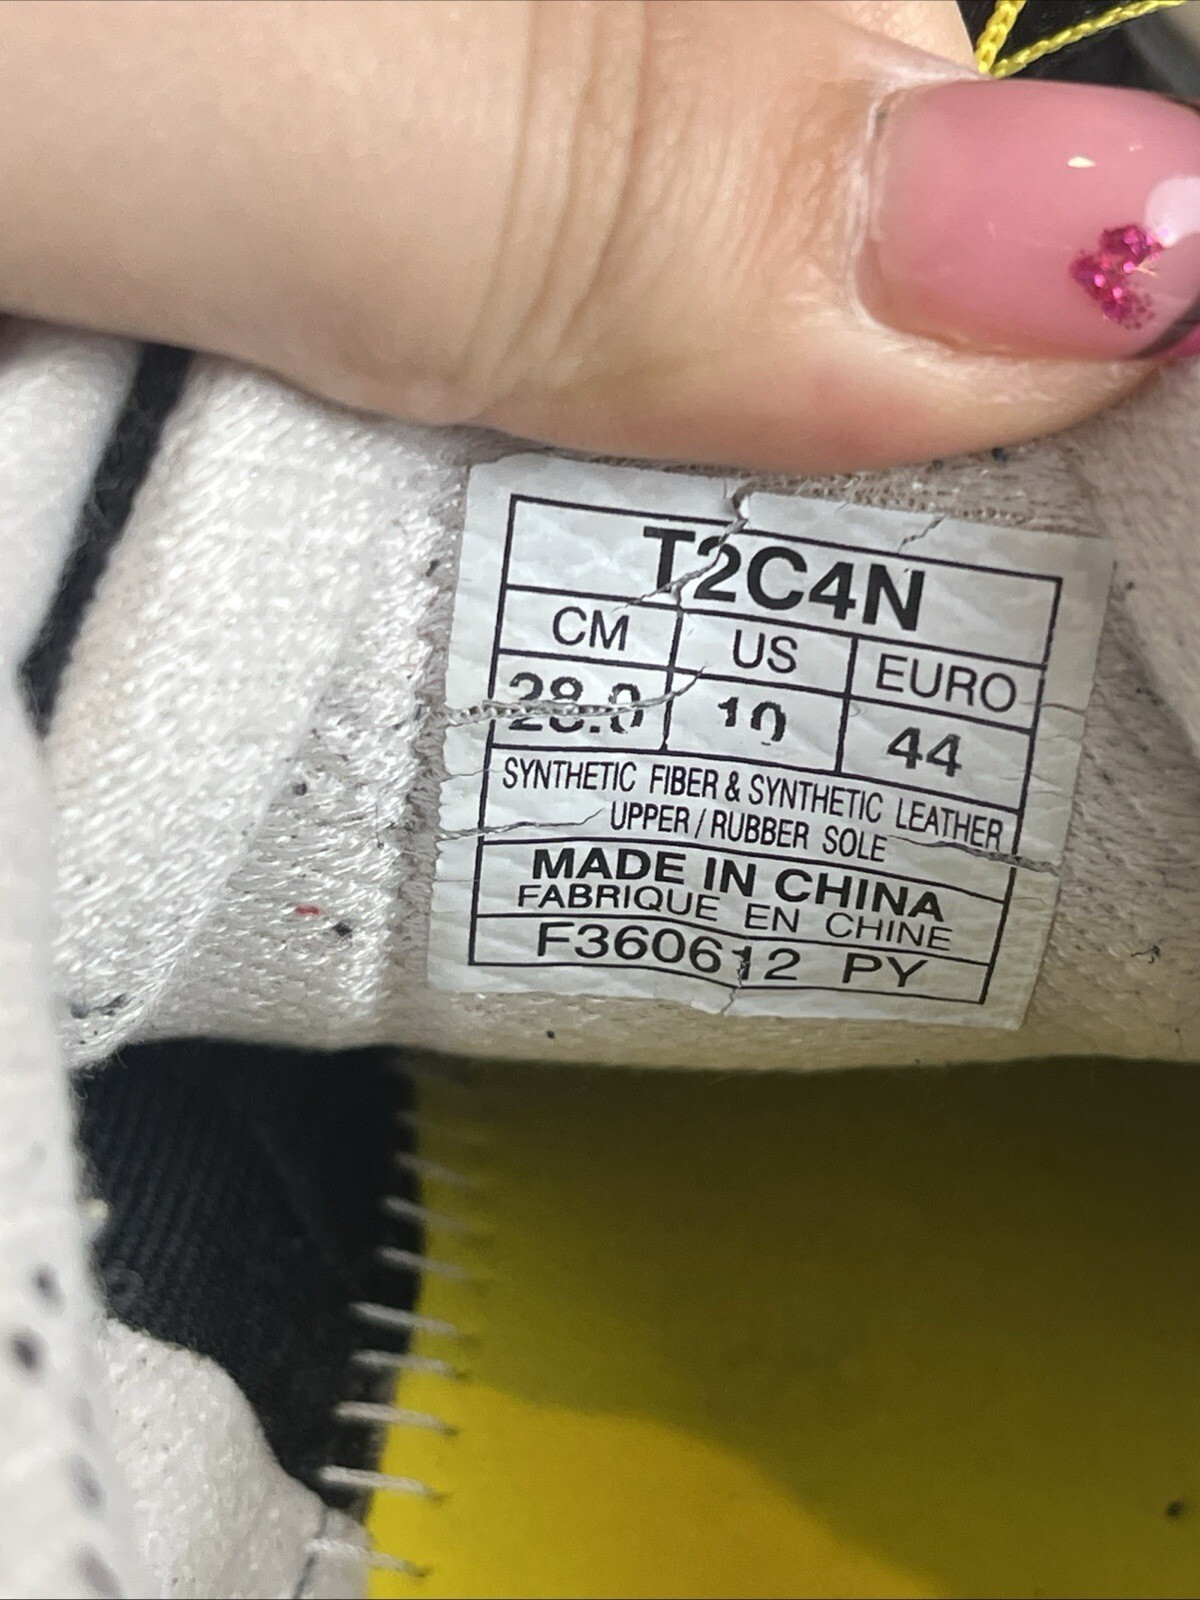 T2C4N
CM US EURO
28.0 10 44
SYNTHETIC FIBER & SYNTHETIC LEATHER
UPPER / RUBBER SOLE
MADE IN CHINA
FABRIQUE EN CHINE
F360612 PY